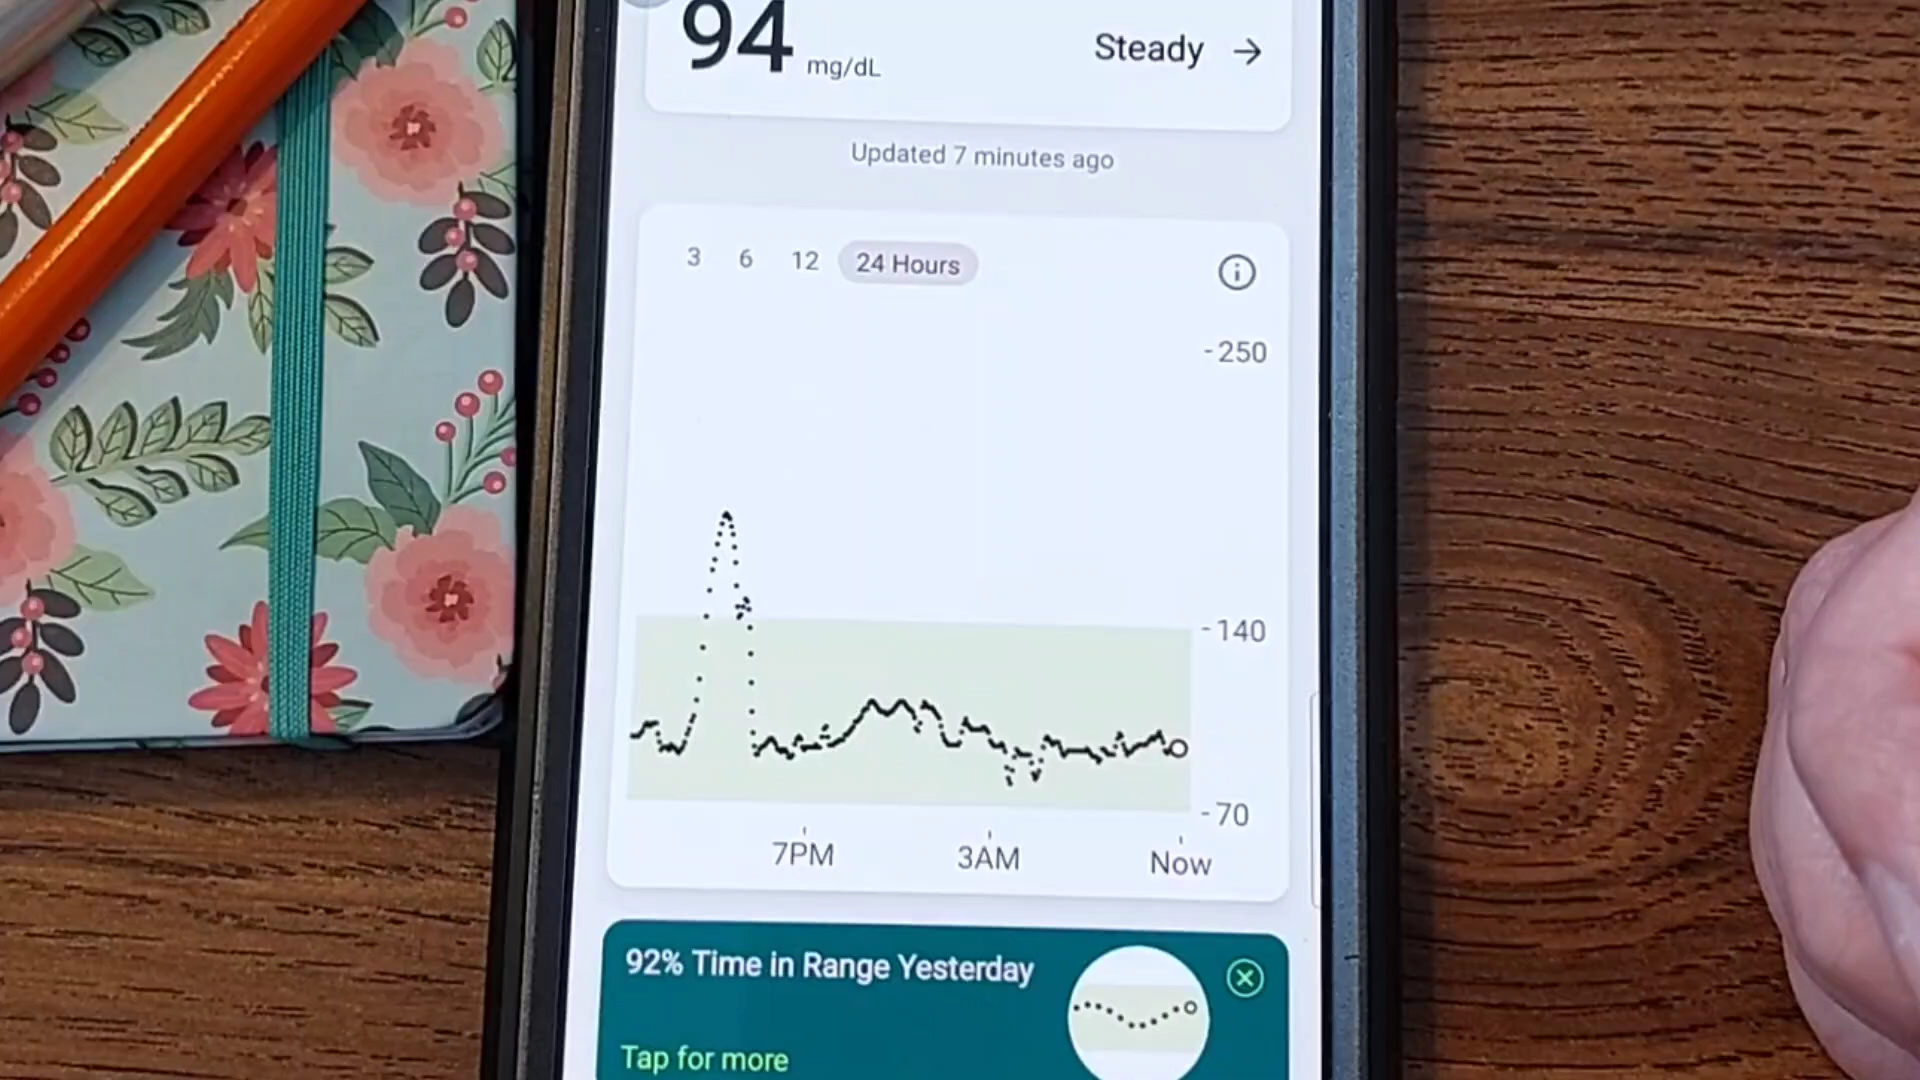 94 mg/dL Steady →
Updated 7 minutes ago
3 6 12 24 Hours
-250
-140
-70
7PM 3AM Now
92% Time in Range Yesterday
Tap for more